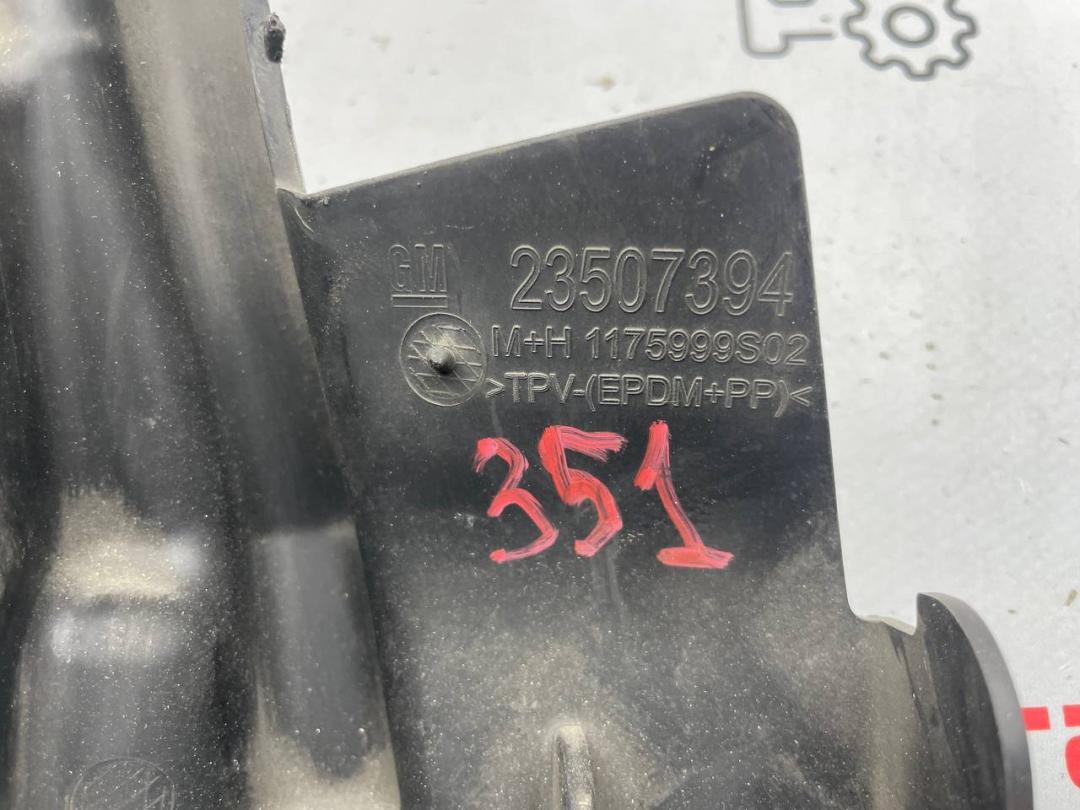 GM 23507394
M+H 1175999S02
>TPV-(EPDM+PP)<
351